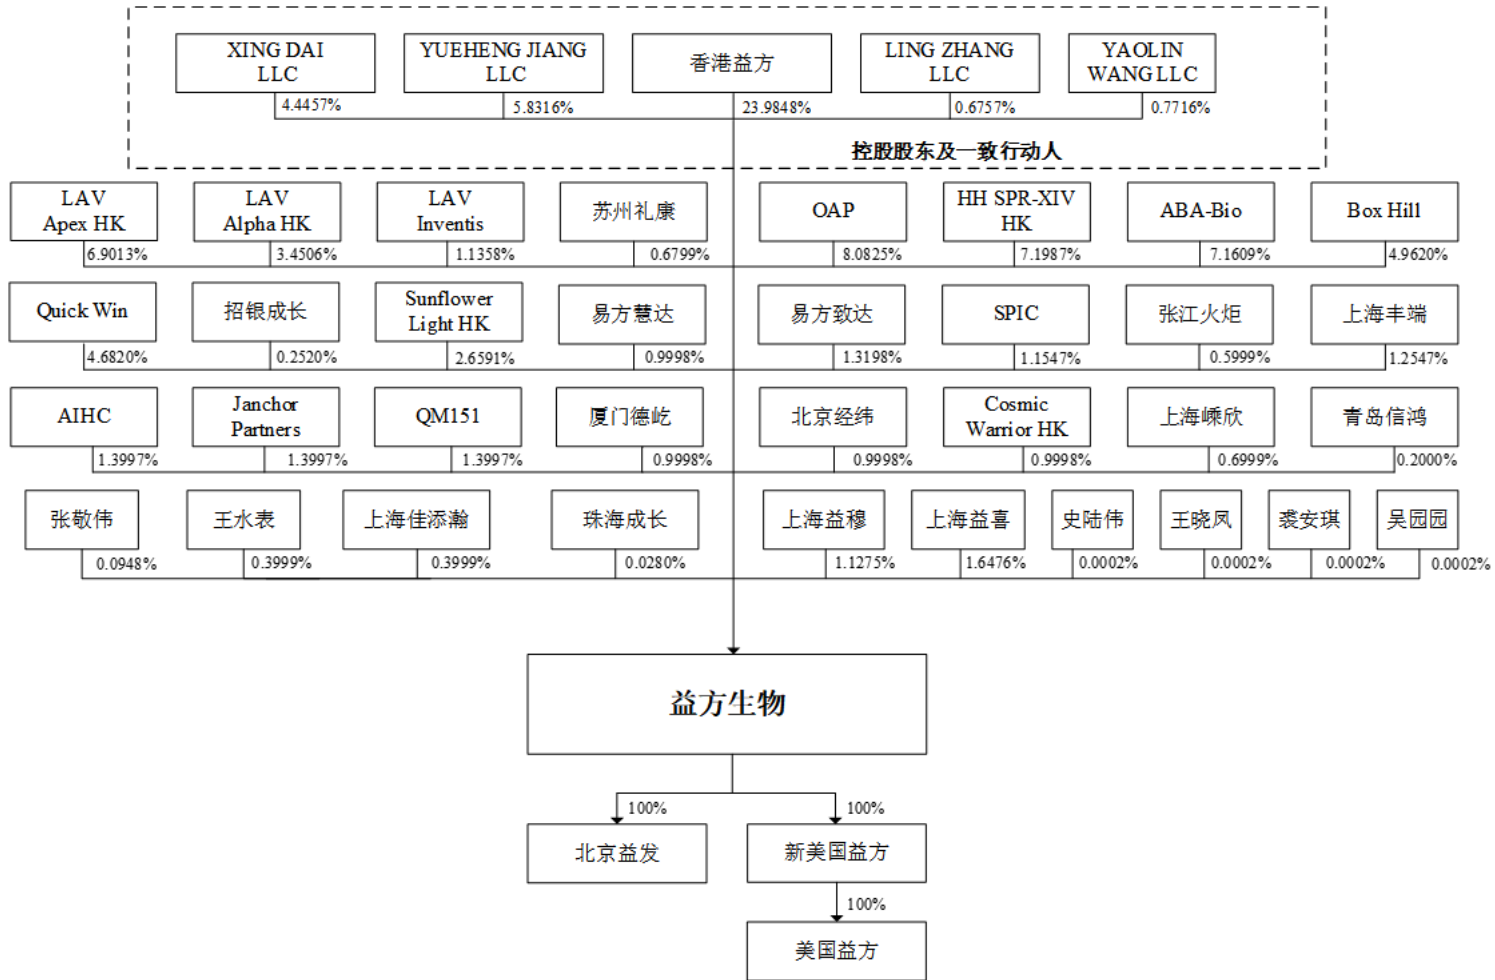 XING DAI
LLC
YUEHENG JIANG
LLC
香港益方
LING ZHANG
LLC
YAOLIN
WANG LLC
4.4457%
5.8316%
23.9848%
0.6757%
0.7716%
控股股东及一致行动人
LAV
Apex HK
LAV
Alpha HK
LAV
Inventis
苏州礼康
OAP
HH SPR-XIV
HK
ABA-Bio
Box Hill
6.9013%
3.4506%
1.1358%
0.6799%
8.0825%
7.1987%
7.1609%
4.9620%
Quick Win
招银成长
Sunflower
Light HK
易方慧达
易方致达
SPIC
张江火炬
上海丰端
4.6820%
0.2520%
2.6591%
0.9998%
1.3198%
1.1547%
0.5999%
1.2547%
AIHC
Janchor
Partners
QM151
厦门德屹
北京经纬
Cosmic
Warrior HK
上海嵊欣
青岛信鸿
1.3997%
1.3997%
1.3997%
0.9998%
0.9998%
0.9998%
0.6999%
0.2000%
张敬伟
王水表
上海佳添瀚
珠海成长
上海益穆
上海益喜
史陆伟
王晓凤
裘安琪
吴园园
0.0948%
0.3999%
0.3999%
0.0280%
1.1275%
1.6476%
0.0002%
0.0002%
0.0002%
0.0002%
益方生物
100%
100%
北京益发
新美国益方
100%
美国益方